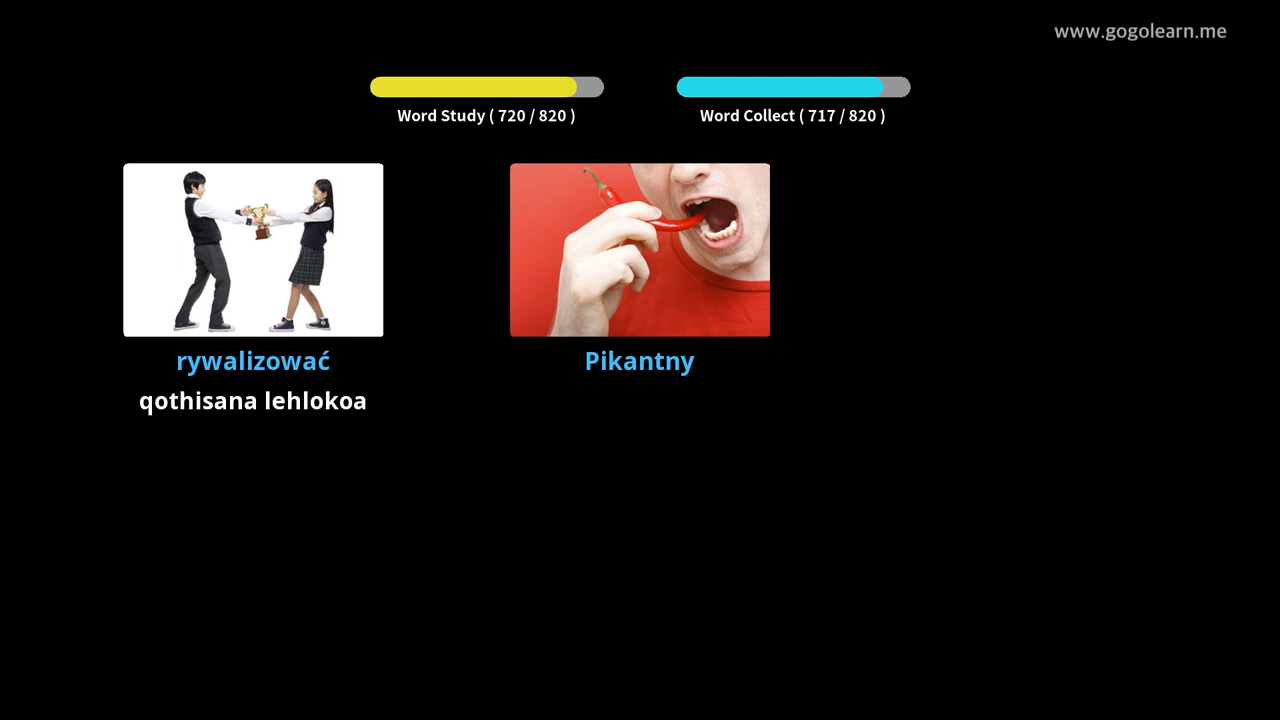 www.gogolearn.me
Word Study ( 720 / 820 )
Word Collect ( 717 / 820 )
rywalizować
Pikantny
qothisana lehlokoa